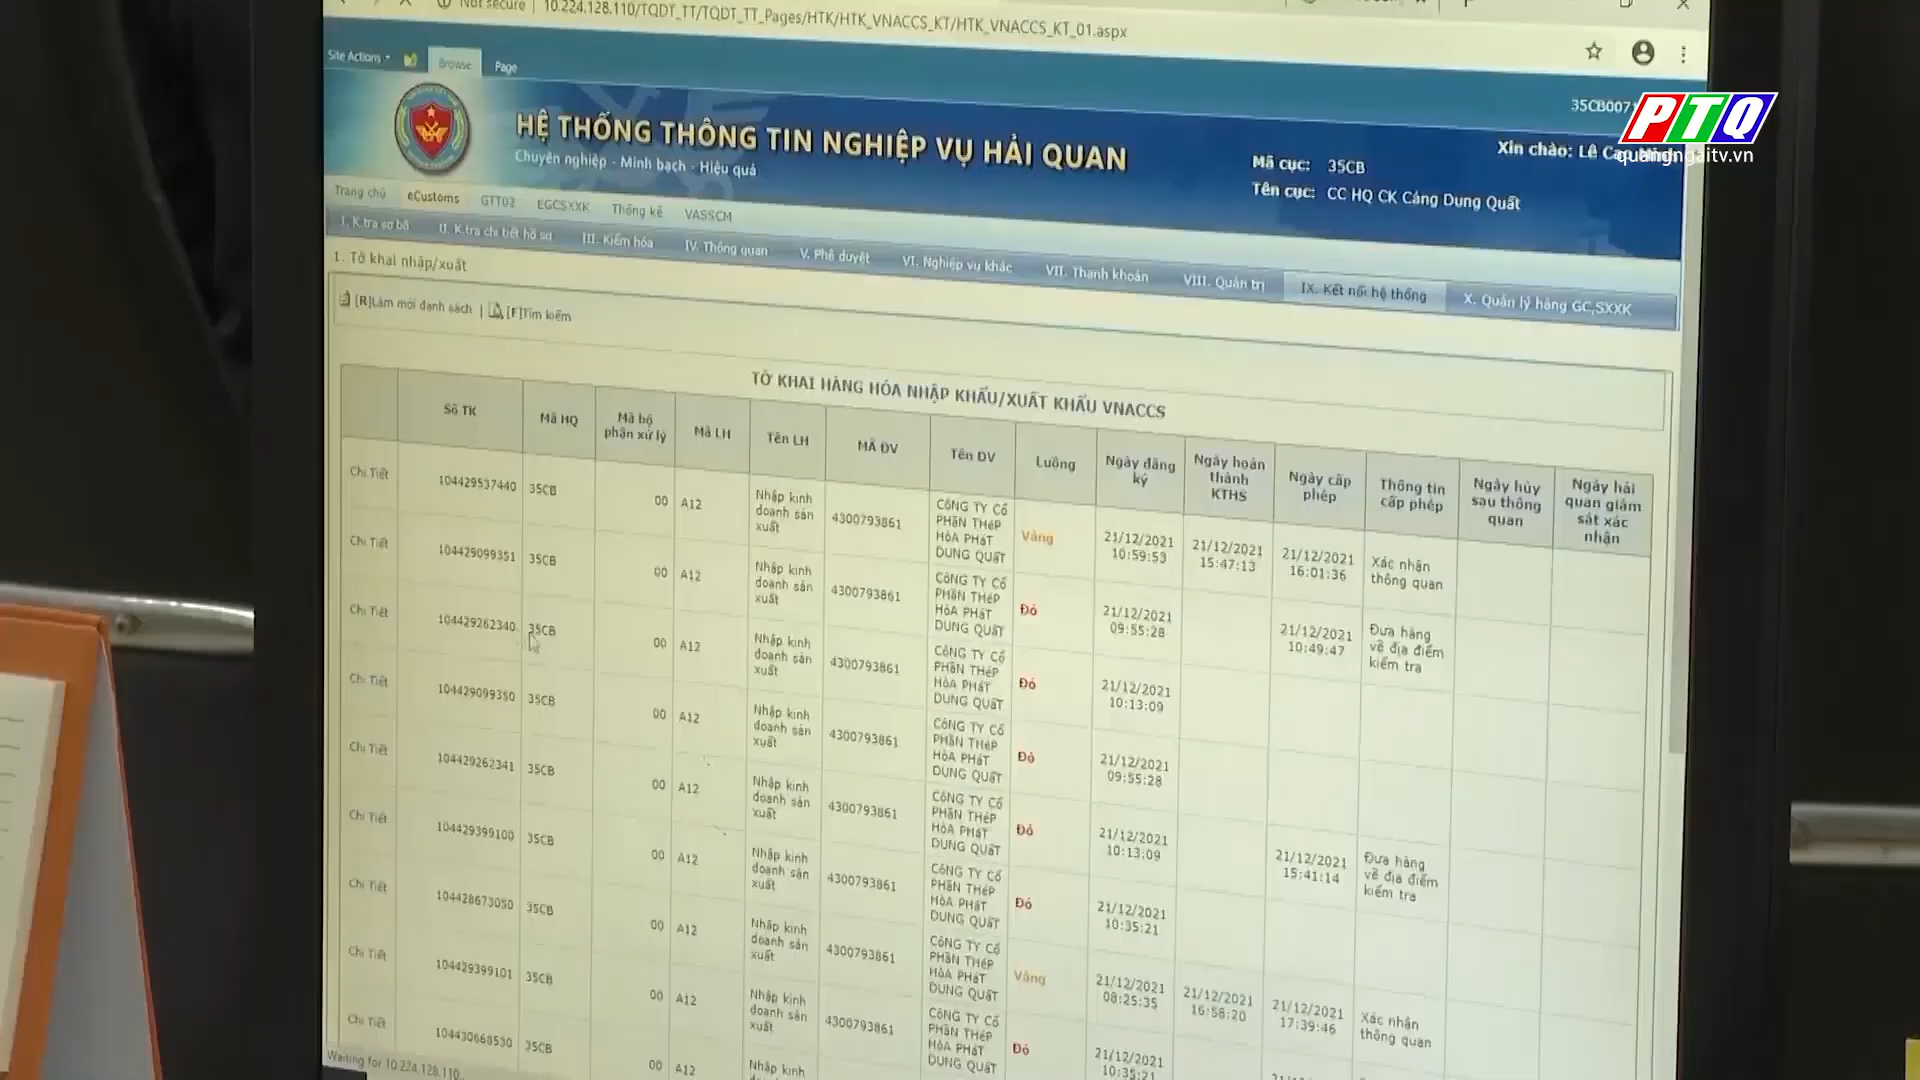 Not secure | 10.224.128.110/TQDT_TT/TQDT_TT_Pages/HTK/HTK_VNACCS_KT/HTK_VNACCS_KT_01.aspx
Site Actions Browse Page
35CB007
PTQ
quangngaitv.vn
HỆ THỐNG THÔNG TIN NGHIỆP VỤ HẢI QUAN
Chuyên nghiệp - Minh bạch - Hiệu quả
Xin chào: Lê
Mã cục: 35CB
Tên cục: CC HQ CK Cảng Dung Quất
Trang chủ eCustoms GTT02 EGCSXXK Thống kê VASSCM
I. K.tra sơ bộ II. K.tra chi tiết hồ sơ III. Kiểm hóa IV. Thông quan V. Phê duyệt VI. Nghiệp vụ khác VII. Thanh khoản VIII. Quản trị IX. Kết nối hệ thống X. Quản lý hàng GC,SXXK
1. Tờ khai nhập/xuất
[R]Làm mới danh sách | [F]Tìm kiếm
TỜ KHAI HÀNG HÓA NHẬP KHẨU/XUẤT KHẨU VNACCS
Số TK Mã HQ Mã bộ phận xử lý Mã LH Tên LH MÃ ĐV Tên ĐV Luồng Ngày đăng ký Ngày hoàn thành KTHS Ngày cấp phép Thông tin cấp phép Ngày hủy sau thông quan Ngày hải quan giám sát xác nhận
Chi Tiết 104429537440 35CB 00 A12 Nhập kinh doanh sản xuất 4300793861 CôNG TY Cổ PHầN THéP HòA PHáT DUNG QUấT Vàng 21/12/2021 10:59:53 21/12/2021 15:47:13 21/12/2021 16:01:36 Xác nhận thông quan
Chi Tiết 104429099351 35CB 00 A12 Nhập kinh doanh sản xuất 4300793861 CôNG TY Cổ PHầN THéP HòA PHáT DUNG QUấT Đỏ 21/12/2021 09:55:28 21/12/2021 10:49:47 Đưa hàng về địa điểm kiểm tra
Chi Tiết 104429262340 35CB 00 A12 Nhập kinh doanh sản xuất 4300793861 CôNG TY Cổ PHầN THéP HòA PHáT DUNG QUấT Đỏ 21/12/2021 10:13:09
Chi Tiết 104429099350 35CB 00 A12 Nhập kinh doanh sản xuất 4300793861 CôNG TY Cổ PHầN THéP HòA PHáT DUNG QUấT Đỏ 21/12/2021 09:55:28
Chi Tiết 104429262341 35CB 00 A12 Nhập kinh doanh sản xuất 4300793861 CôNG TY Cổ PHầN THéP HòA PHáT DUNG QUấT Đỏ 21/12/2021 10:13:09 21/12/2021 15:41:14 Đưa hàng về địa điểm kiểm tra
Chi Tiết 104429399100 35CB 00 A12 Nhập kinh doanh sản xuất 4300793861 CôNG TY Cổ PHầN THéP HòA PHáT DUNG QUấT Đỏ 21/12/2021 10:35:21
Chi Tiết 104428673050 35CB 00 A12 Nhập kinh doanh sản xuất 4300793861 CôNG TY Cổ PHầN THéP HòA PHáT DUNG QUấT Vàng 21/12/2021 08:25:35 21/12/2021 16:58:20 21/12/2021 17:39:46 Xác nhận thông quan
Chi Tiết 104429399101 35CB 00 A12 Nhập kinh doanh sản xuất 4300793861 CôNG TY Cổ PHầN THéP HòA PHáT DUNG QUấT Đỏ 21/12/2021 10:35:21
Chi Tiết 104430668530 35CB 00 A12 Nhập kinh
Waiting for 10.224.128.110...